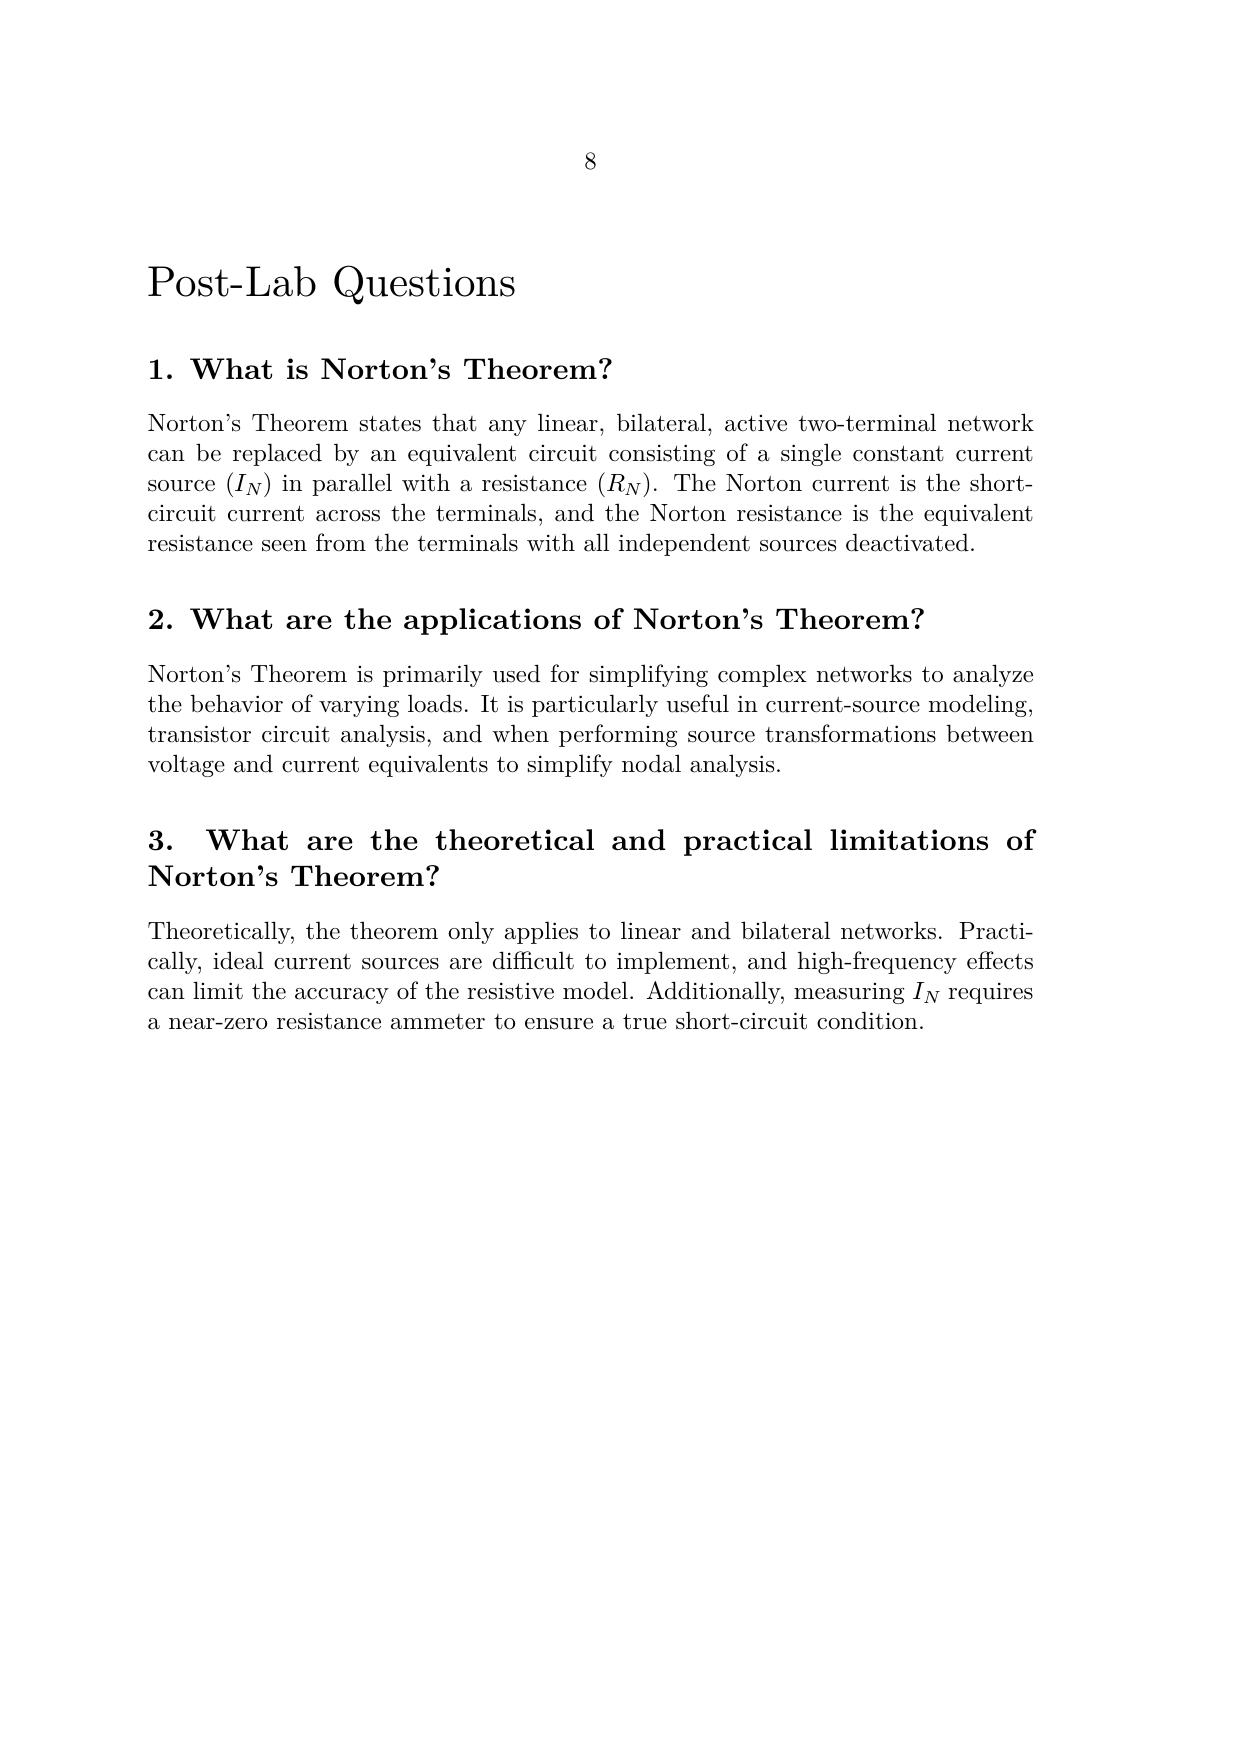 8
Post-Lab Questions
1. What is Norton's Theorem?
Norton's Theorem states that any linear, bilateral, active two-terminal network
can be replaced by an equivalent circuit consisting of a single constant current
source (I_N) in parallel with a resistance (R_N). The Norton current is the short-
circuit current across the terminals, and the Norton resistance is the equivalent
resistance seen from the terminals with all independent sources deactivated.
2. What are the applications of Norton's Theorem?
Norton's Theorem is primarily used for simplifying complex networks to analyze
the behavior of varying loads. It is particularly useful in current-source modeling,
transistor circuit analysis, and when performing source transformations between
voltage and current equivalents to simplify nodal analysis.
3. What are the theoretical and practical limitations of
Norton's Theorem?
Theoretically, the theorem only applies to linear and bilateral networks. Practi-
cally, ideal current sources are difficult to implement, and high-frequency effects
can limit the accuracy of the resistive model. Additionally, measuring I_N requires
a near-zero resistance ammeter to ensure a true short-circuit condition.